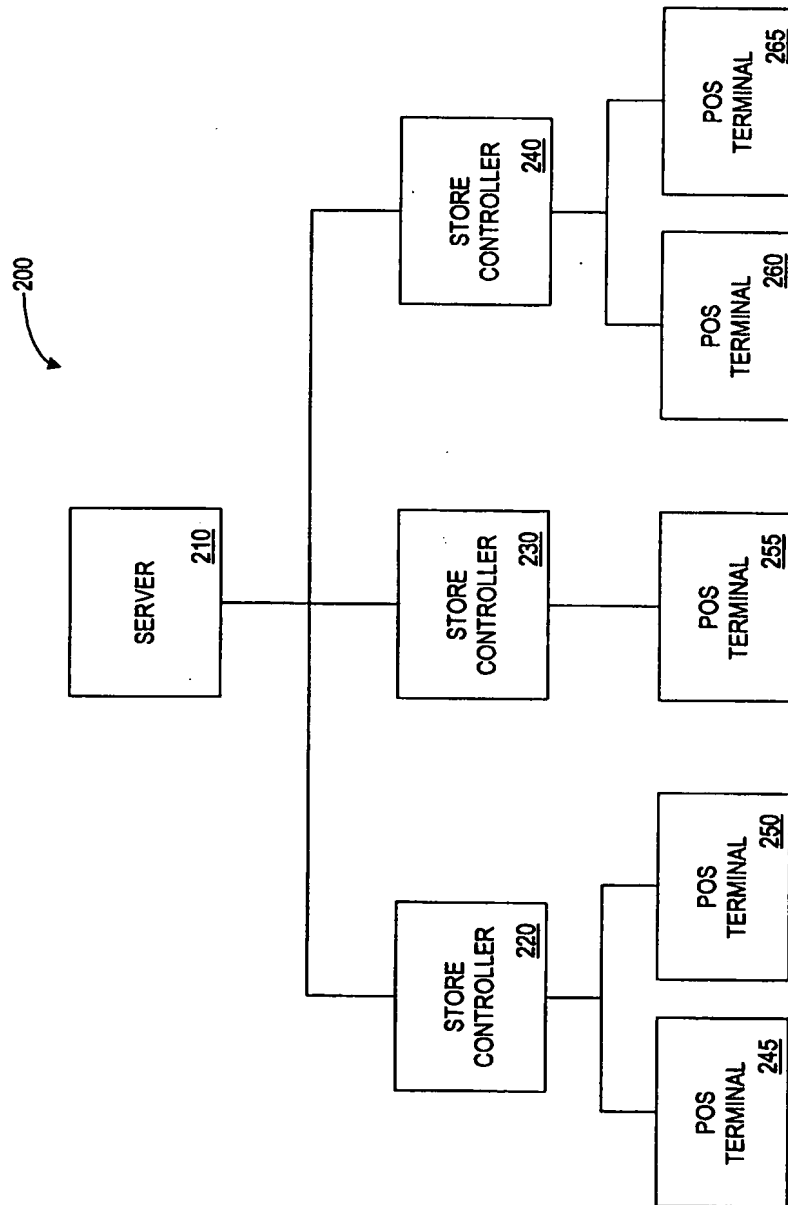 200
SERVER
210
STORE
CONTROLLER
220
STORE
CONTROLLER
230
STORE
CONTROLLER
240
POS
TERMINAL
245
POS
TERMINAL
250
POS
TERMINAL
255
POS
TERMINAL
260
POS
TERMINAL
265